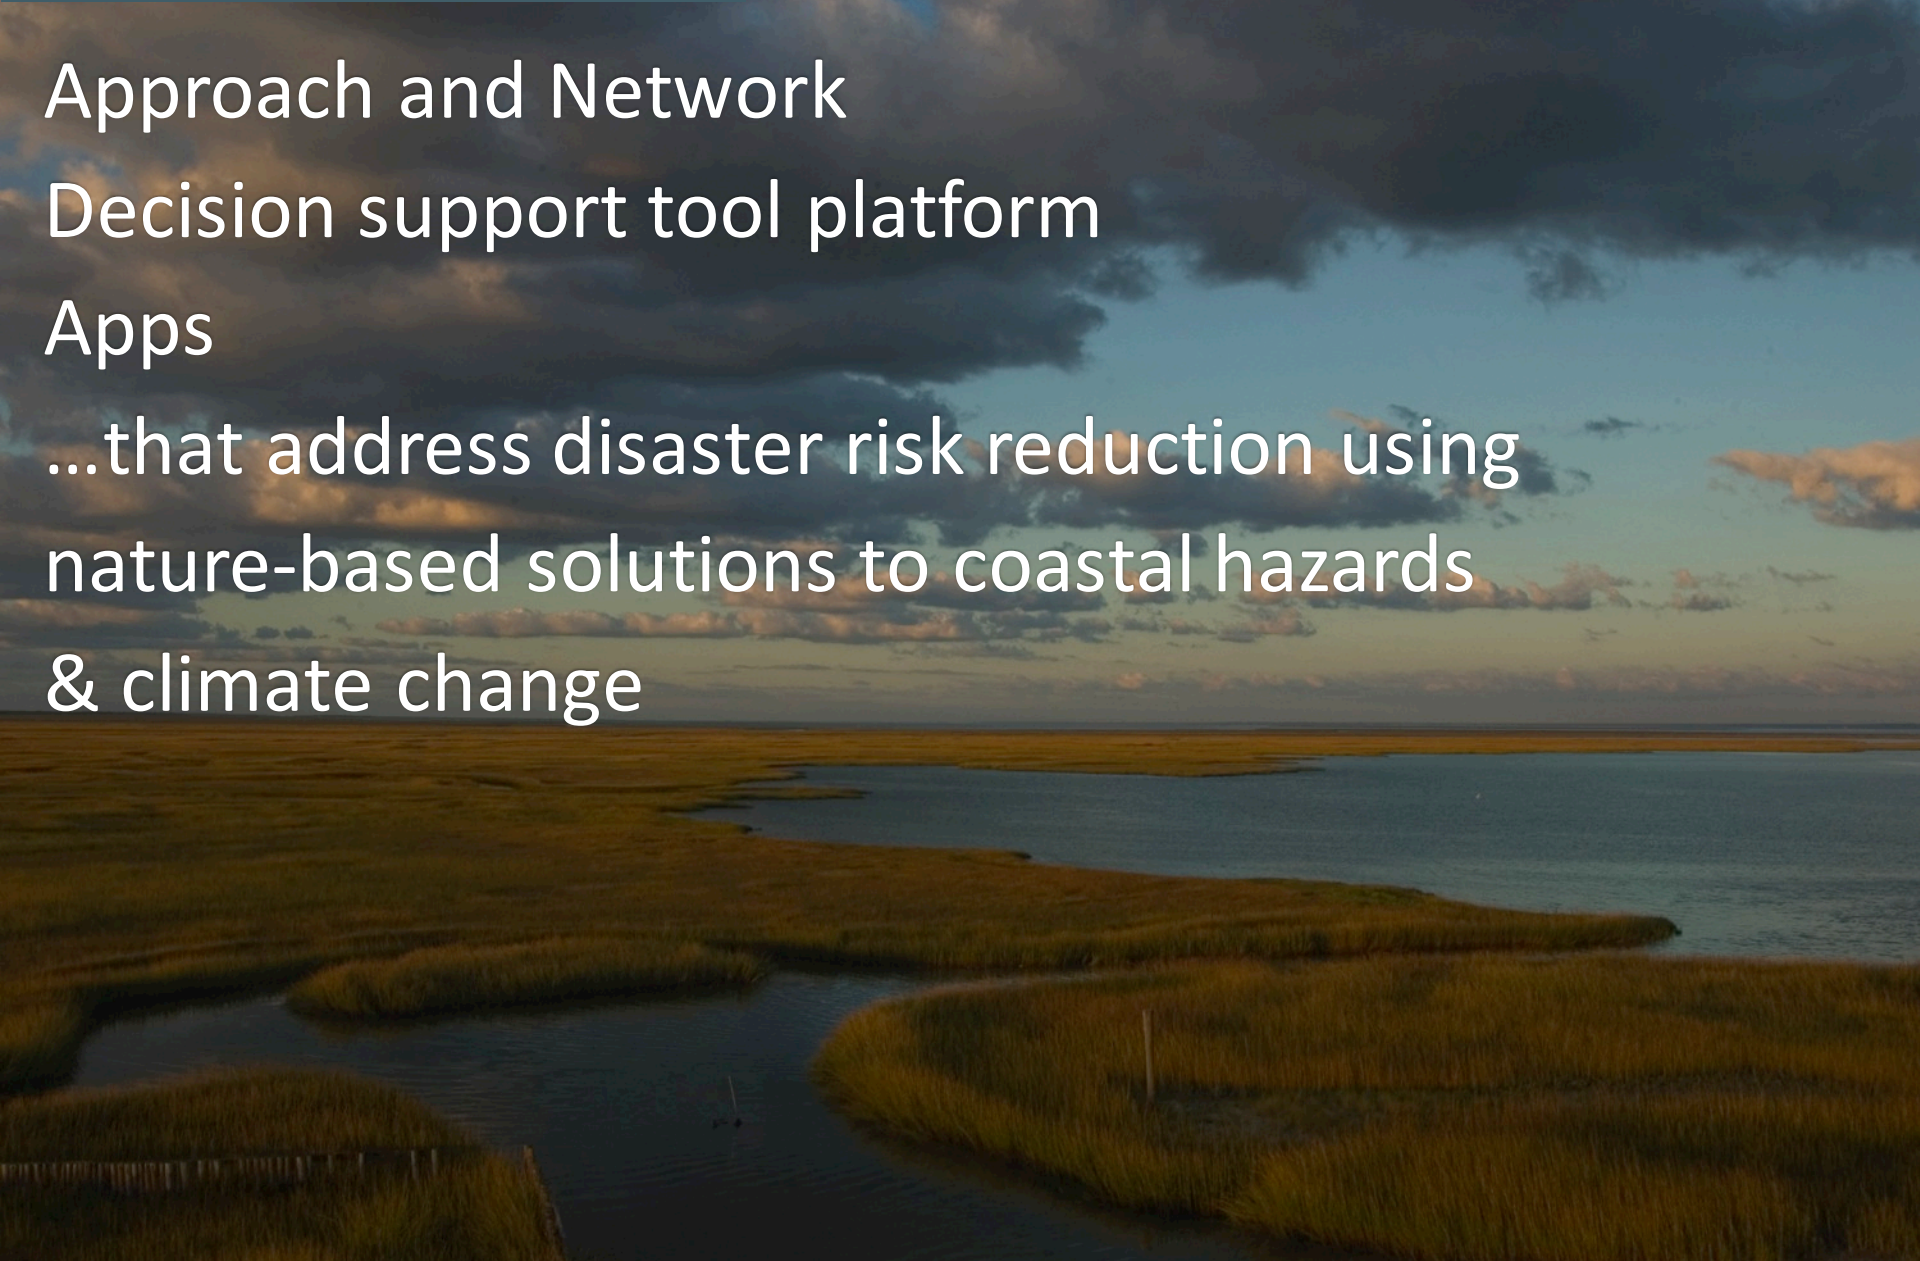 Approach and Network
Decision support tool platform
Apps
…that address disaster risk reduction using
nature-based solutions to coastal hazards
& climate change